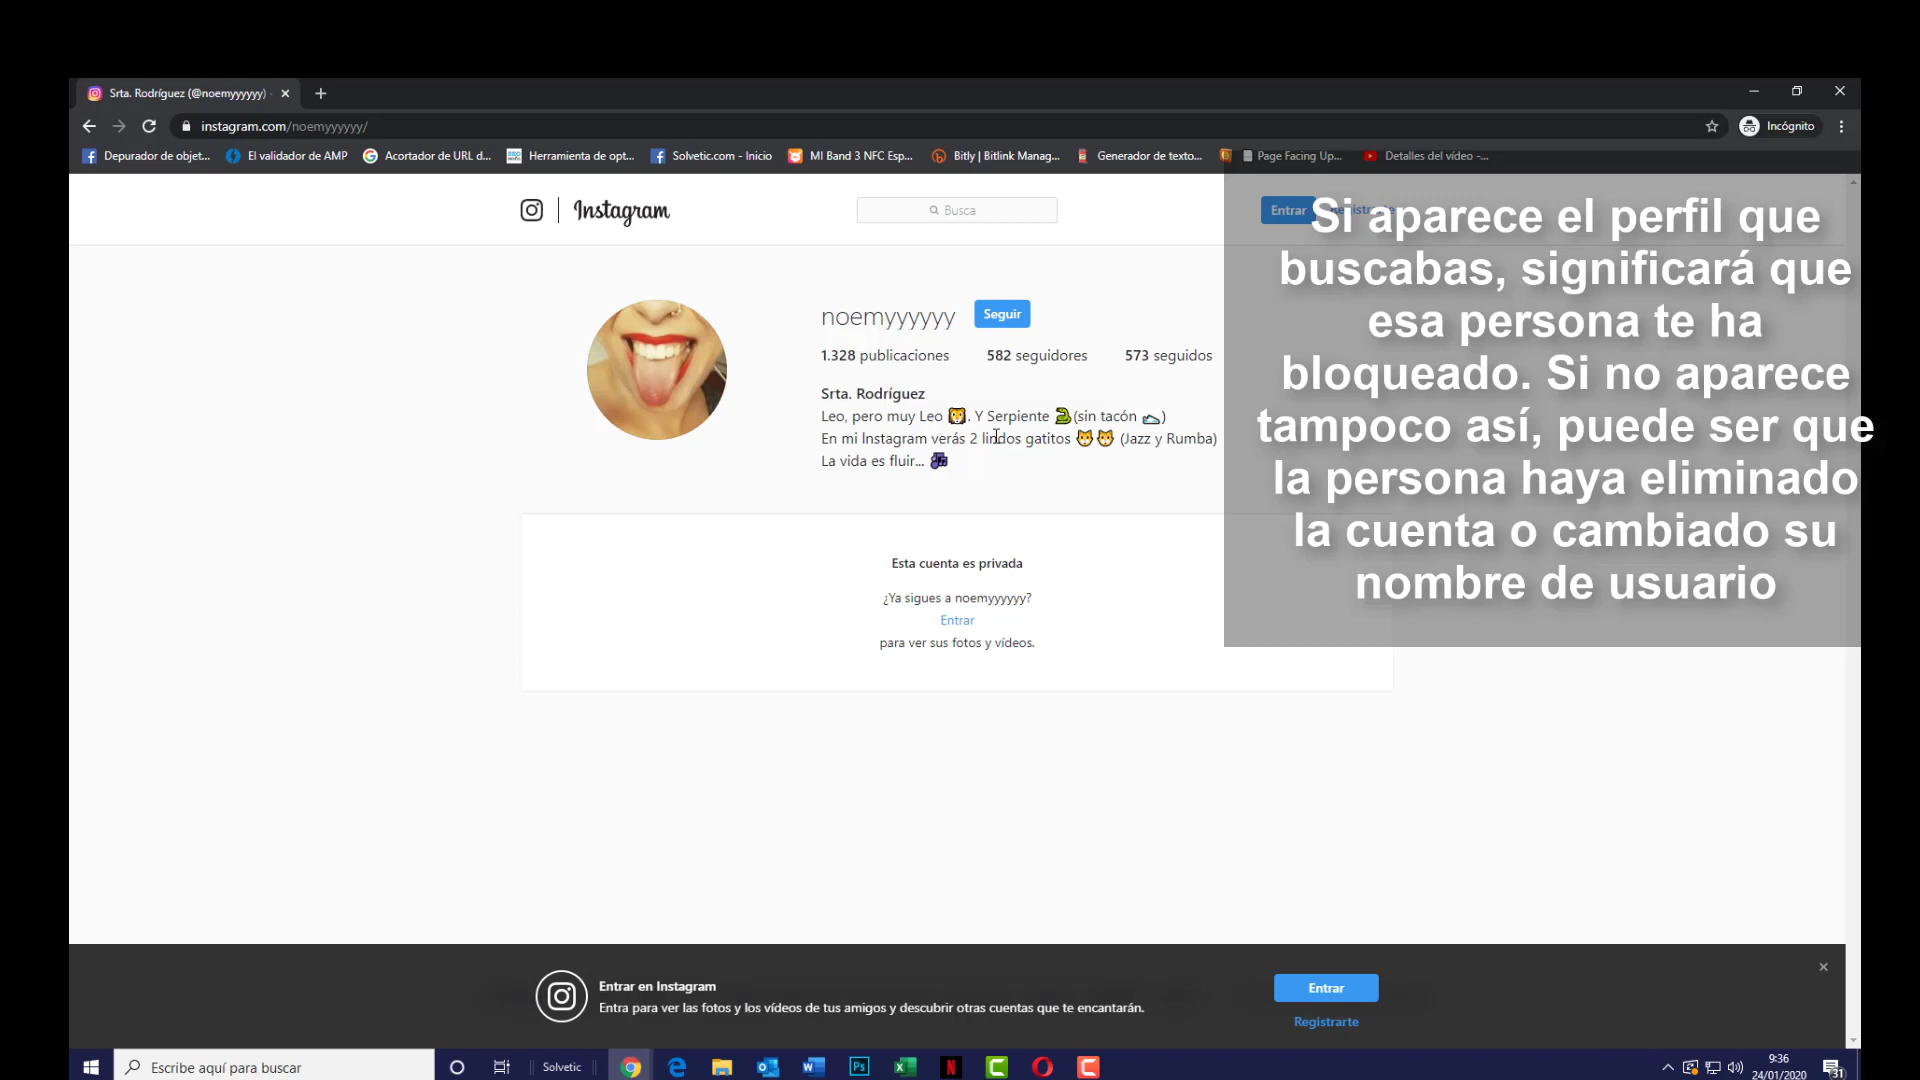 Srta. Rodríguez (@noemyyyyyy) ·
instagram.com/noemyyyyyy/
Incógnito
Depurador de objet...
El validador de AMP
Acortador de URL d...
Herramienta de opt...
Solvetic.com - Inicio
MI Band 3 NFC Esp...
Bitly | Bitlink Manag...
Generador de texto...
Page Facing Up...
Detalles del vídeo -...
Instagram
Busca
Entrar
Registrarte
Si aparece el perfil que
buscabas, significará que
esa persona te ha
bloqueado. Si no aparece
tampoco así, puede ser que
la persona haya eliminado
la cuenta o cambiado su
nombre de usuario
noemyyyyyy
Seguir
1.328 publicaciones
582 seguidores
573 seguidos
Srta. Rodríguez
Leo, pero muy Leo 🦁. Y Serpiente 🐍(sin tacón 👟)
En mi Instagram verás 2 lindos gatitos 🐱🐱 (Jazz y Rumba)
La vida es fluir... 🎶
Esta cuenta es privada
¿Ya sigues a noemyyyyyy?
Entrar
para ver sus fotos y vídeos.
Entrar en Instagram
Entra para ver las fotos y los vídeos de tus amigos y descubrir otras cuentas que te encantarán.
Entrar
Registrarte
Escribe aquí para buscar
Solvetic
9:36
24/01/2020
31